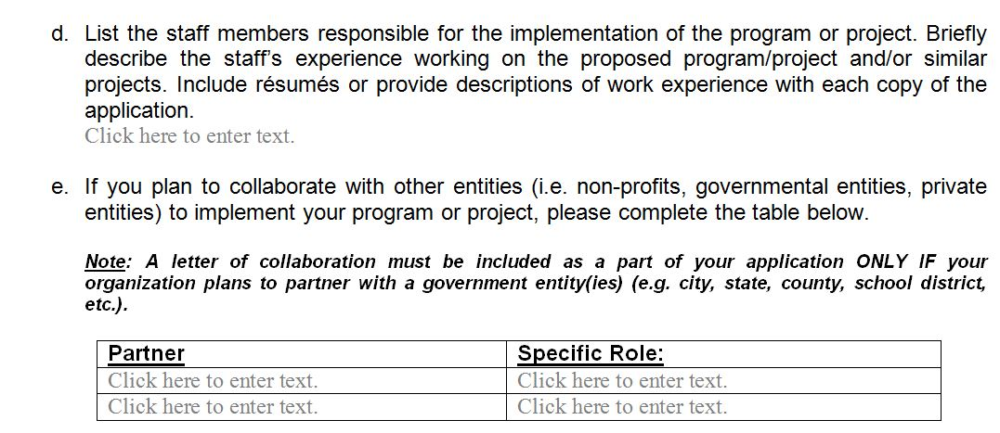 d. List the staff members responsible for the implementation of the program or project. Briefly
describe the staff's experience working on the proposed program/project and/or similar
projects. Include résumés or provide descriptions of work experience with each copy of the
application.
Click here to enter text.
e. If you plan to collaborate with other entities (i.e. non-profits, governmental entities, private
entities) to implement your program or project, please complete the table below.
Note: A letter of collaboration must be included as a part of your application ONLY IF your
organization plans to partner with a government entity(ies) (e.g. city, state, county, school district,
etc.).
Partner Specific Role:
Click here to enter text. Click here to enter text.
Click here to enter text. Click here to enter text.